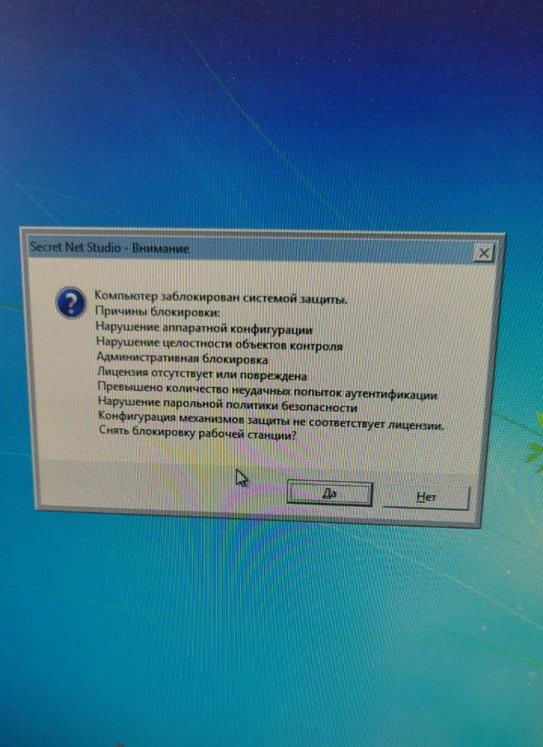 Secret Net Studio - Внимание
Компьютер заблокирован системой защиты.
Причины блокировки:
Нарушение аппаратной конфигурации
Нарушение целостности объектов контроля
Административная блокировка
Лицензия отсутствует или повреждена
Превышено количество неудачных попыток аутентификации
Нарушение парольной политики безопасности
Конфигурация механизмов защиты не соответствует лицензии.
Снять блокировку рабочей станции?
Да
Нет